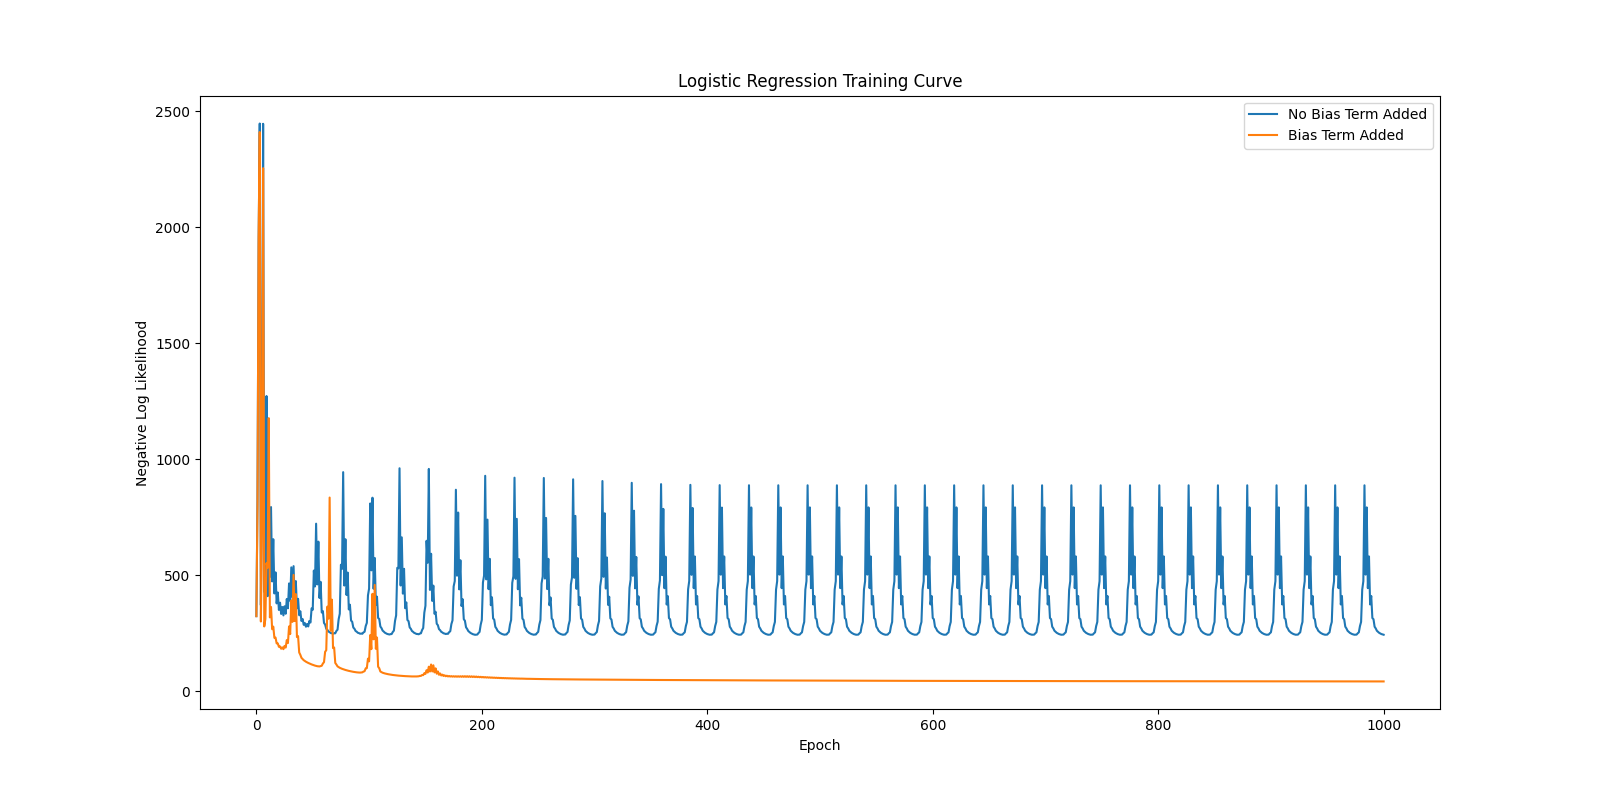 Logistic Regression Training Curve
No Bias Term Added
Bias Term Added
2500
2000
1500
1000
500
0
Negative Log Likelihood
0 200 400 600 800 1000
Epoch